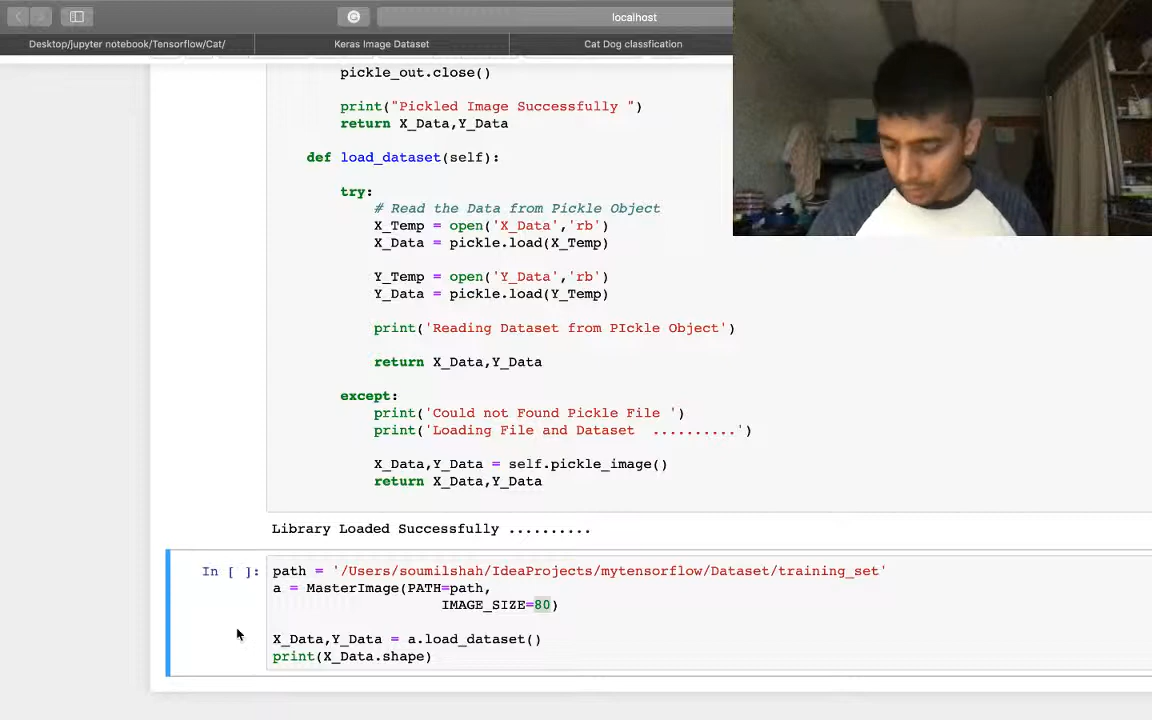 localhost
Desktop/jupyter notebook/Tensorflow/Cat/
Keras Image Dataset
Cat Dog classfication
pickle_out.close()
print("Pickled Image Successfully ")
return X_Data,Y_Data
def load_dataset(self):
try:
# Read the Data from Pickle Object
X_Temp = open('X_Data','rb')
X_Data = pickle.load(X_Temp)
Y_Temp = open('Y_Data','rb')
Y_Data = pickle.load(Y_Temp)
print('Reading Dataset from PIckle Object')
return X_Data,Y_Data
except:
print('Could not Found Pickle File ')
print('Loading File and Dataset  ..........')
X_Data,Y_Data = self.pickle_image()
return X_Data,Y_Data
Library Loaded Successfully ..........
In [ ]: path = '/Users/soumilshah/IdeaProjects/mytensorflow/Dataset/training_set'
a = MasterImage(PATH=path,
IMAGE_SIZE=80)
X_Data,Y_Data = a.load_dataset()
print(X_Data.shape)